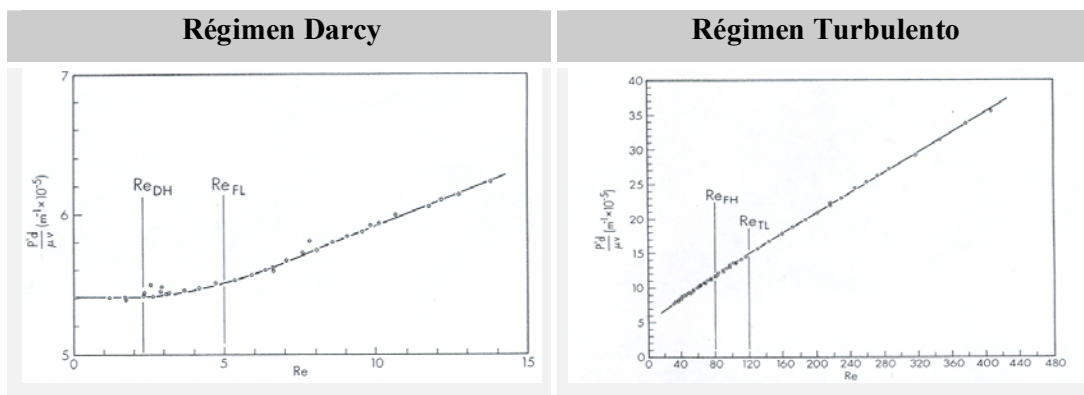 Régimen Darcy
Régimen Turbulento
7
6
5
Re_DH
Re_FL
P'd
μv
(m⁻¹×10⁻⁵)
0
5
10
15
Re
40
35
30
25
20
15
10
5
0
Re_FH
Re_TL
P'd
μv
(m⁻¹×10⁻⁵)
0
40
80
120
160
200
240
280
320
360
400
440
480
Re